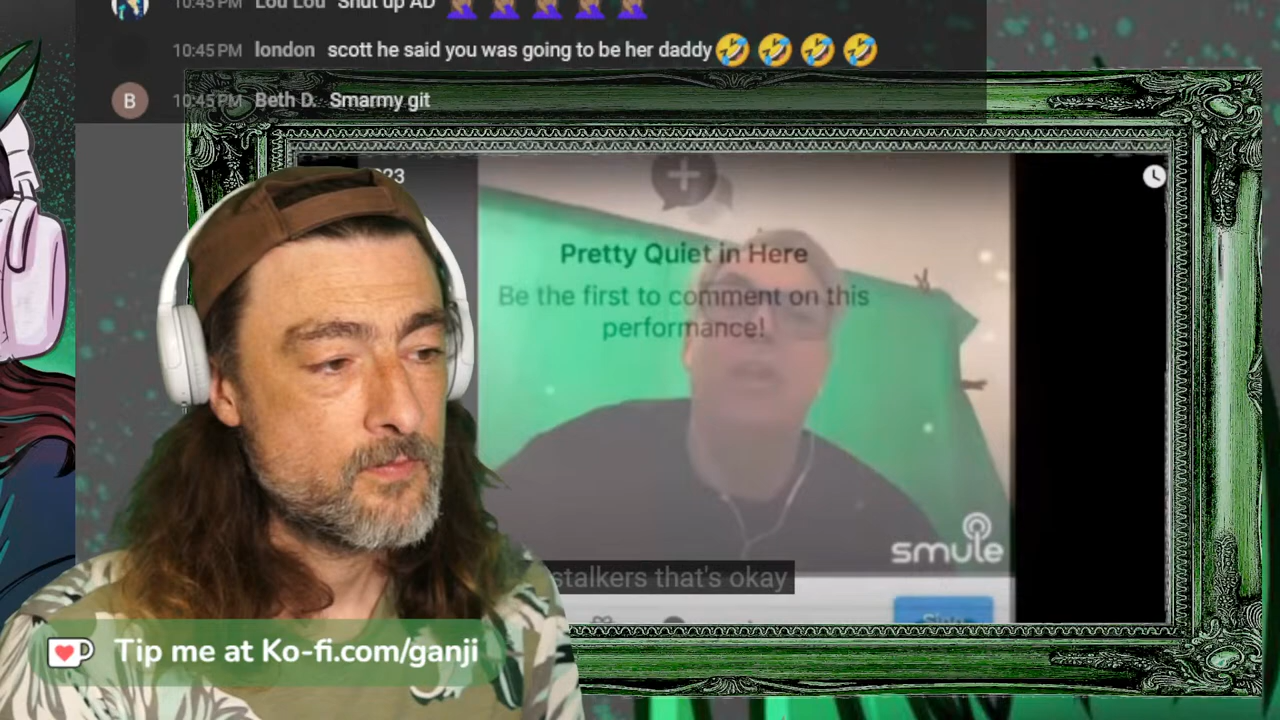 10:45 PM Lou Lou Shut up AD
10:45 PM london scott he said you was going to be her daddy
B 10:45 PM Beth D. Smarmy git
23
Pretty Quiet in Here
Be the first to comment on this
performance!
smule
stalkers that's okay
Tip me at Ko-fi.com/ganji